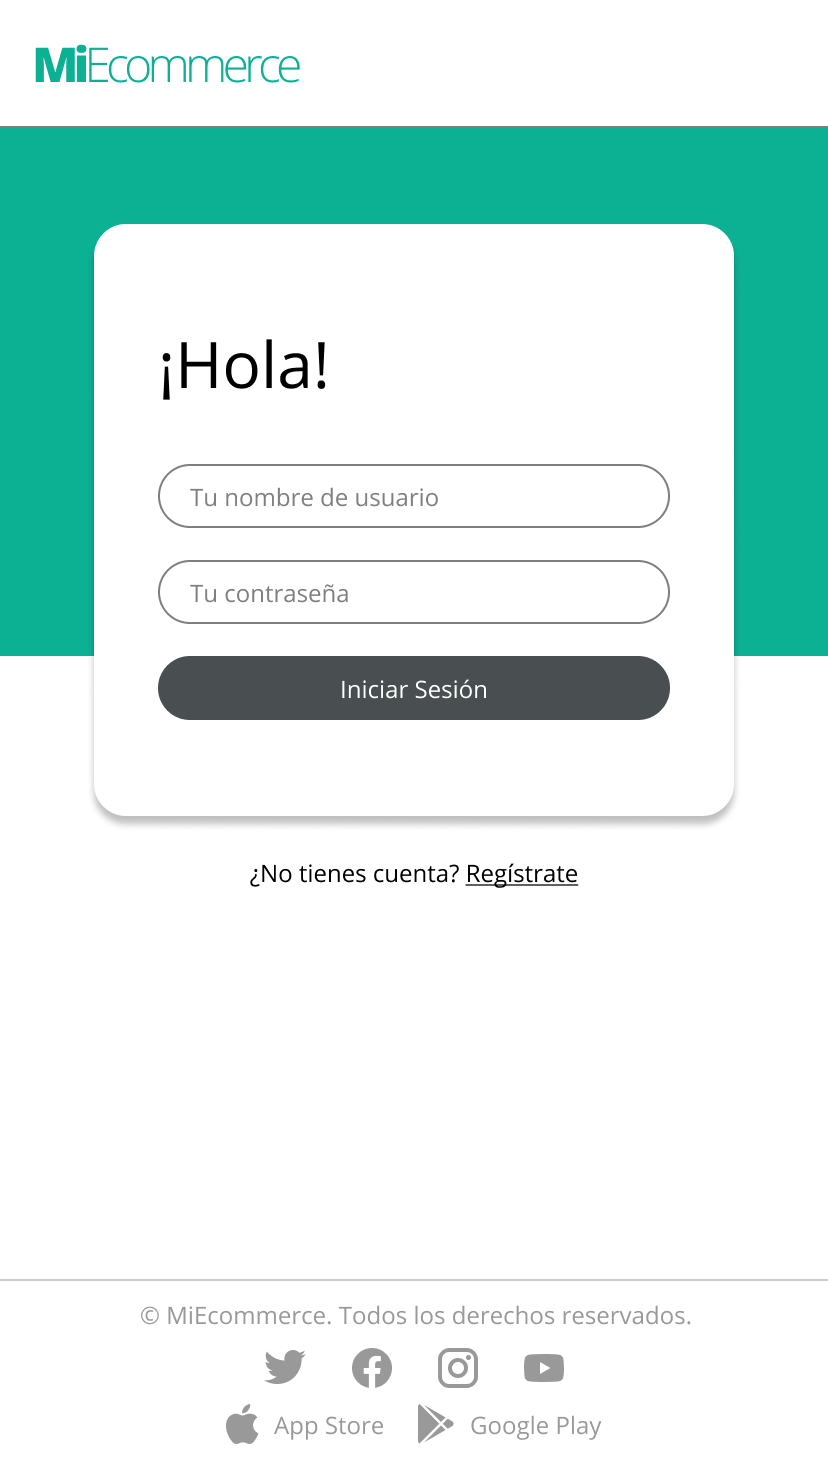 MiEcommerce
¡Hola!
Tu nombre de usuario
Tu contraseña
Iniciar Sesión
¿No tienes cuenta? Regístrate
© MiEcommerce. Todos los derechos reservados.
App Store Google Play